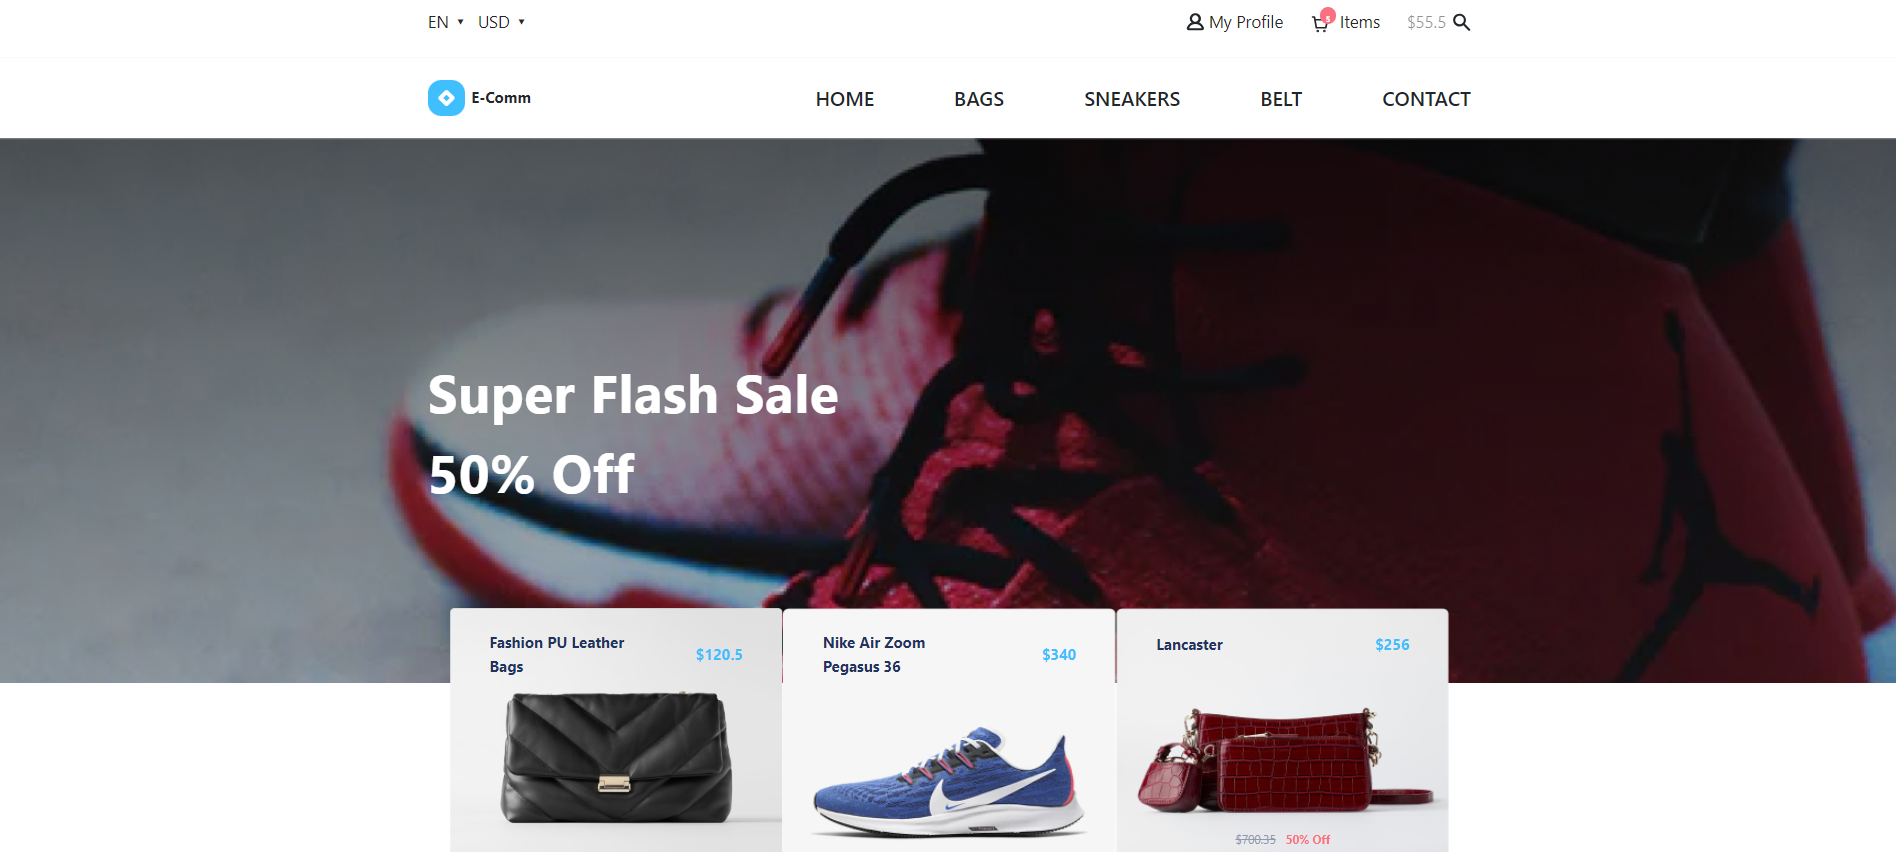 EN ▼ USD ▼
My Profile
Items
$55.5
E-Comm
HOME
BAGS
SNEAKERS
BELT
CONTACT
Super Flash Sale
50% Off
Fashion PU Leather
Bags
$120.5
Nike Air Zoom
Pegasus 36
$340
Lancaster
$256
$700.35 50% Off